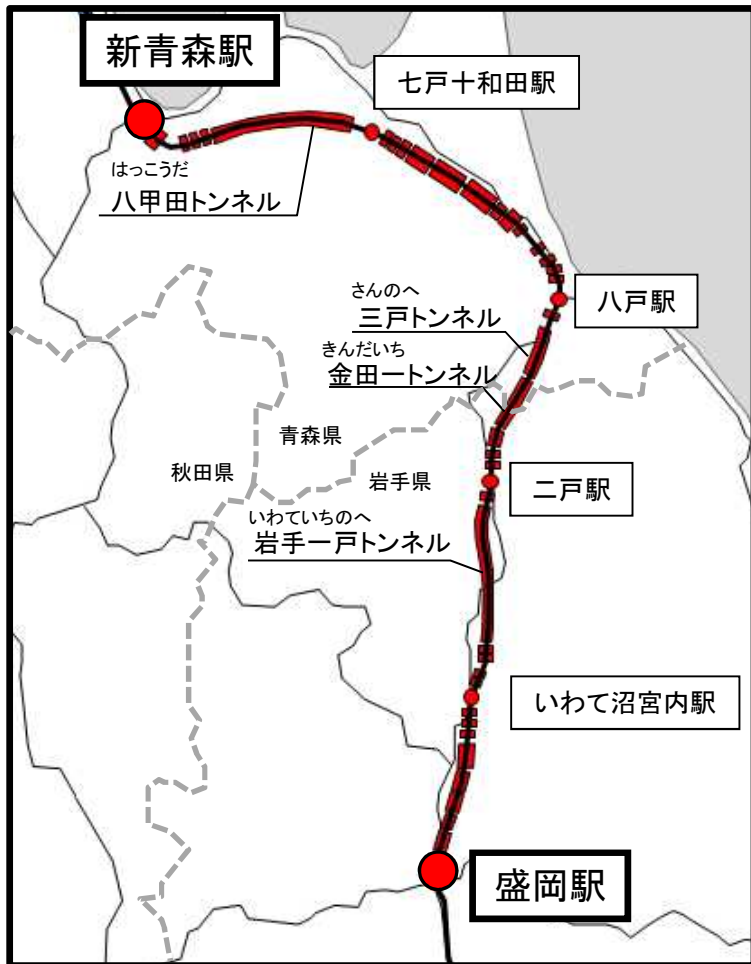 新青森駅
七戸十和田駅
はっこうだ
八甲田トンネル
八戸駅
さんのへ
三戸トンネル
きんだいち
金田一トンネル
青森県
秋田県
岩手県
二戸駅
いわていちのへ
岩手一戸トンネル
いわて沼宮内駅
盛岡駅